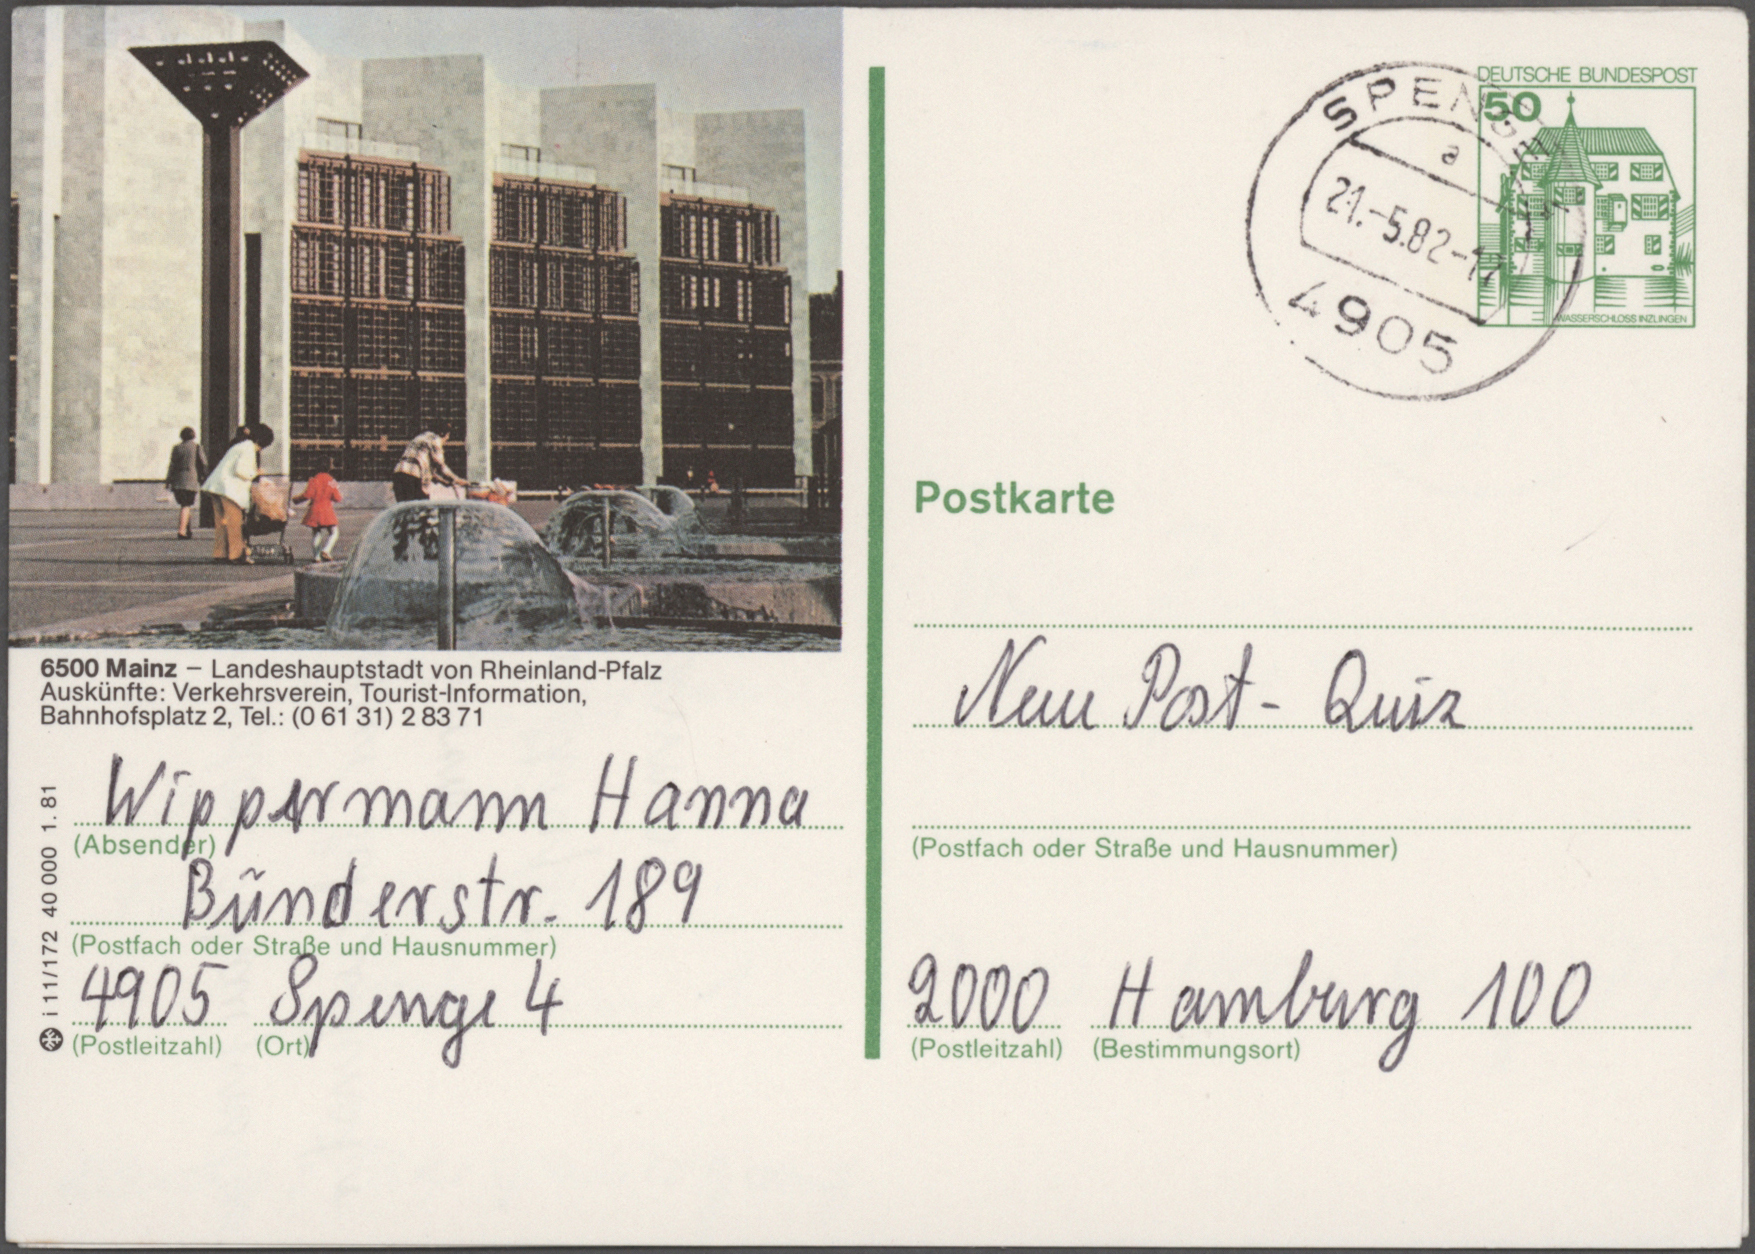 DEUTSCHE BUNDESPOST
50
WASSERSCHLOSS INZLINGEN
SPENGE
a
21.-5.82-17
4905
Postkarte
6500 Mainz – Landeshauptstadt von Rheinland-Pfalz
Auskünfte: Verkehrsverein, Tourist-Information,
Bahnhofsplatz 2, Tel.: (0 61 31) 2 83 71
Wippermann Hanna
(Absender)
Bünderstr. 189
(Postfach oder Straße und Hausnummer)
4905 Spenge 4
(Postleitzahl) (Ort)
i 11/172 40 000 1.81
Neue Post - Quiz
(Postfach oder Straße und Hausnummer)
2000 Hamburg 100
(Postleitzahl) (Bestimmungsort)